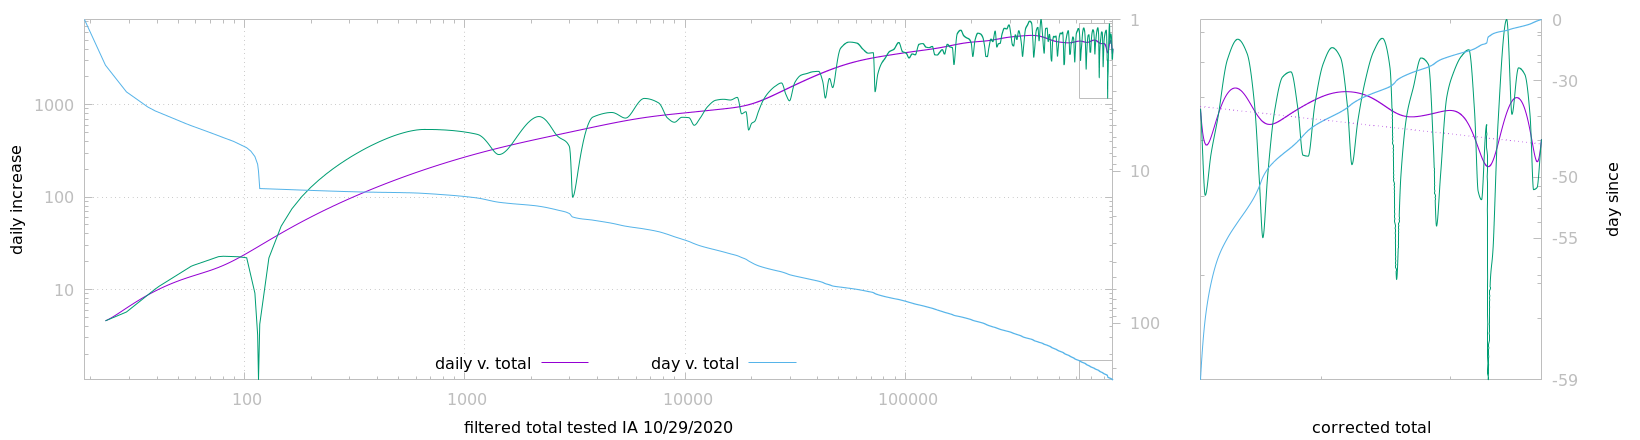 daily increase
1000
100
10
daily v. total
day v. total
100
1000
10000
100000
filtered total tested IA 10/29/2020
1
10
100
0
-30
-50
-55
-59
day since
corrected total